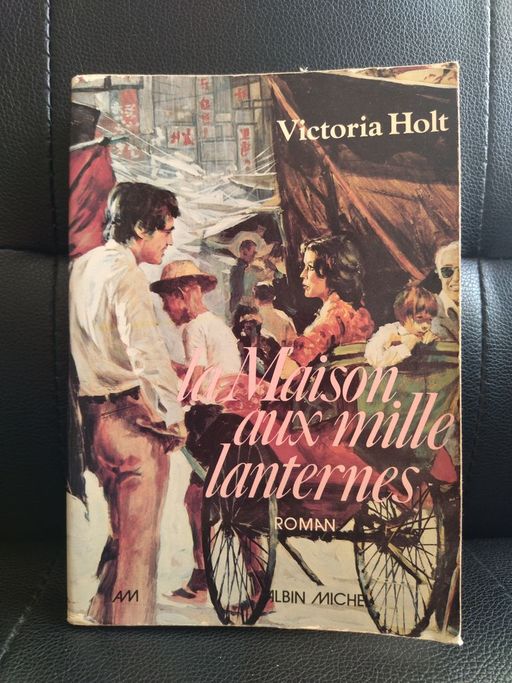 Victoria Holt
la Maison
aux mille
lanternes
ROMAN
AM
ALBIN MICHEL